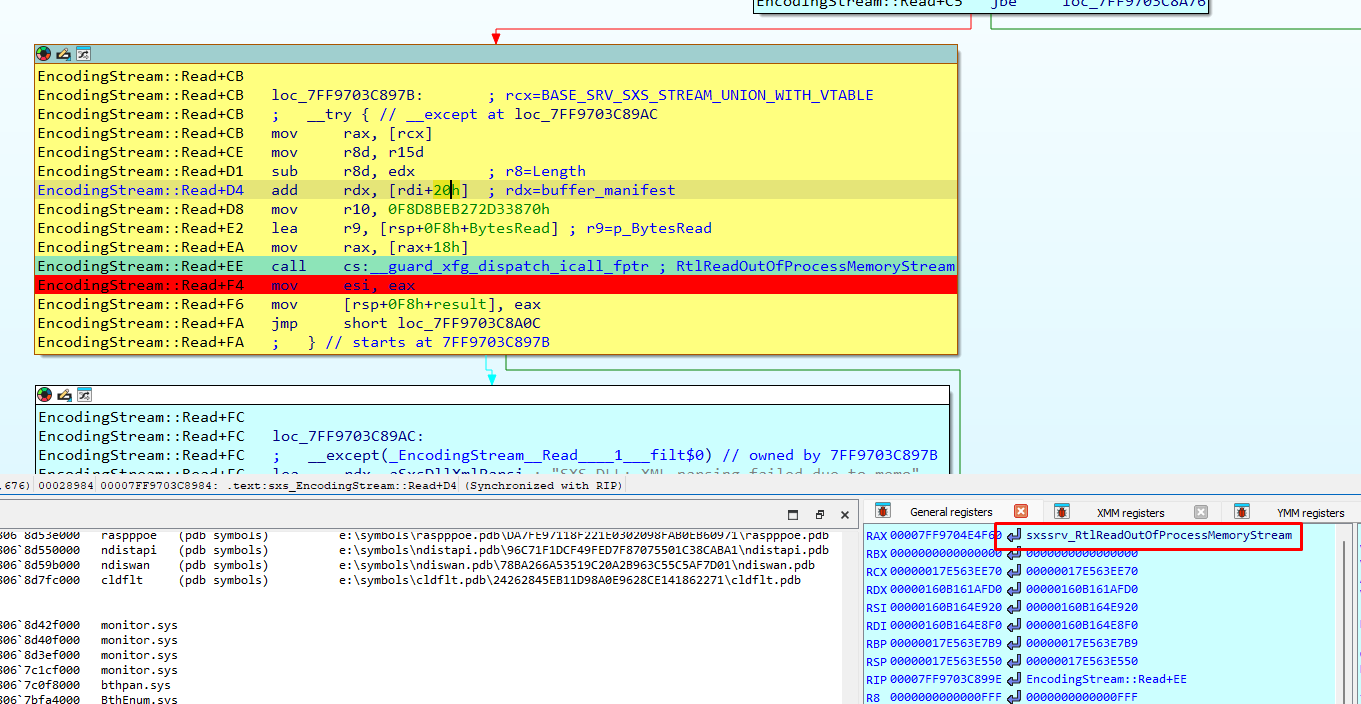 EncodingStream::Read+C5 jbe loc_7FF9703C8A76
EncodingStream::Read+CB
EncodingStream::Read+CB loc_7FF9703C897B: ; rcx=BASE_SRV_SXS_STREAM_UNION_WITH_VTABLE
EncodingStream::Read+CB ; __try { // __except at loc_7FF9703C89AC
EncodingStream::Read+CB mov rax, [rcx]
EncodingStream::Read+CE mov r8d, r15d
EncodingStream::Read+D1 sub r8d, edx ; r8=Length
EncodingStream::Read+D4 add rdx, [rdi+20h] ; rdx=buffer_manifest
EncodingStream::Read+D8 mov r10, 0F8D8BEB272D33870h
EncodingStream::Read+E2 lea r9, [rsp+0F8h+BytesRead] ; r9=p_BytesRead
EncodingStream::Read+EA mov rax, [rax+18h]
EncodingStream::Read+EE call cs:__guard_xfg_dispatch_icall_fptr ; RtlReadOutOfProcessMemoryStream
EncodingStream::Read+F4 mov esi, eax
EncodingStream::Read+F6 mov [rsp+0F8h+result], eax
EncodingStream::Read+FA jmp short loc_7FF9703C8A0C
EncodingStream::Read+FA ; } // starts at 7FF9703C897B
EncodingStream::Read+FC
EncodingStream::Read+FC loc_7FF9703C89AC:
EncodingStream::Read+FC ; __except(_EncodingStream__Read____1___filt$0) // owned by 7FF9703C897B
,676) 00028984 00007FF9703C8984: .text:sxs_EncodingStream::Read+D4 (Synchronized with RIP)
806`8d53e000 raspppoe (pdb symbols) e:\symbols\raspppoe.pdb\DA7FE97118F221E0302098FAB0EB60971\raspppoe.pdb
806`8d550000 ndistapi (pdb symbols) e:\symbols\ndistapi.pdb\96C71F1DCF49FED7F87075501C38CABA1\ndistapi.pdb
806`8d59b000 ndiswan (pdb symbols) e:\symbols\ndiswan.pdb\78BA266A53519C20A2B963C55C5AF7D01\ndiswan.pdb
806`8d7fc000 cldflt (pdb symbols) e:\symbols\cldflt.pdb\24262845EB11D98A0E9628CE141862271\cldflt.pdb
806`8d42f000 monitor.sys
806`8d40f000 monitor.sys
806`8d3ef000 monitor.sys
806`7c1cf000 monitor.sys
806`7c0f8000 bthpan.sys
806`7bfa4000 BthEnum.sys
General registers XMM registers YMM registers
RAX 00007FF9704E4F60 sxssrv_RtlReadOutOfProcessMemoryStream
RBX 0000000000000000 0000000000000000
RCX 00000017E563EE70 00000017E563EE70
RDX 00000160B161AFD0 00000160B161AFD0
RSI 00000160B164E920 00000160B164E920
RDI 00000160B164E8F0 00000160B164E8F0
RBP 00000017E563E7B9 00000017E563E7B9
RSP 00000017E563E550 00000017E563E550
RIP 00007FF9703C899E EncodingStream::Read+EE
R8 0000000000000FFF 0000000000000FFF